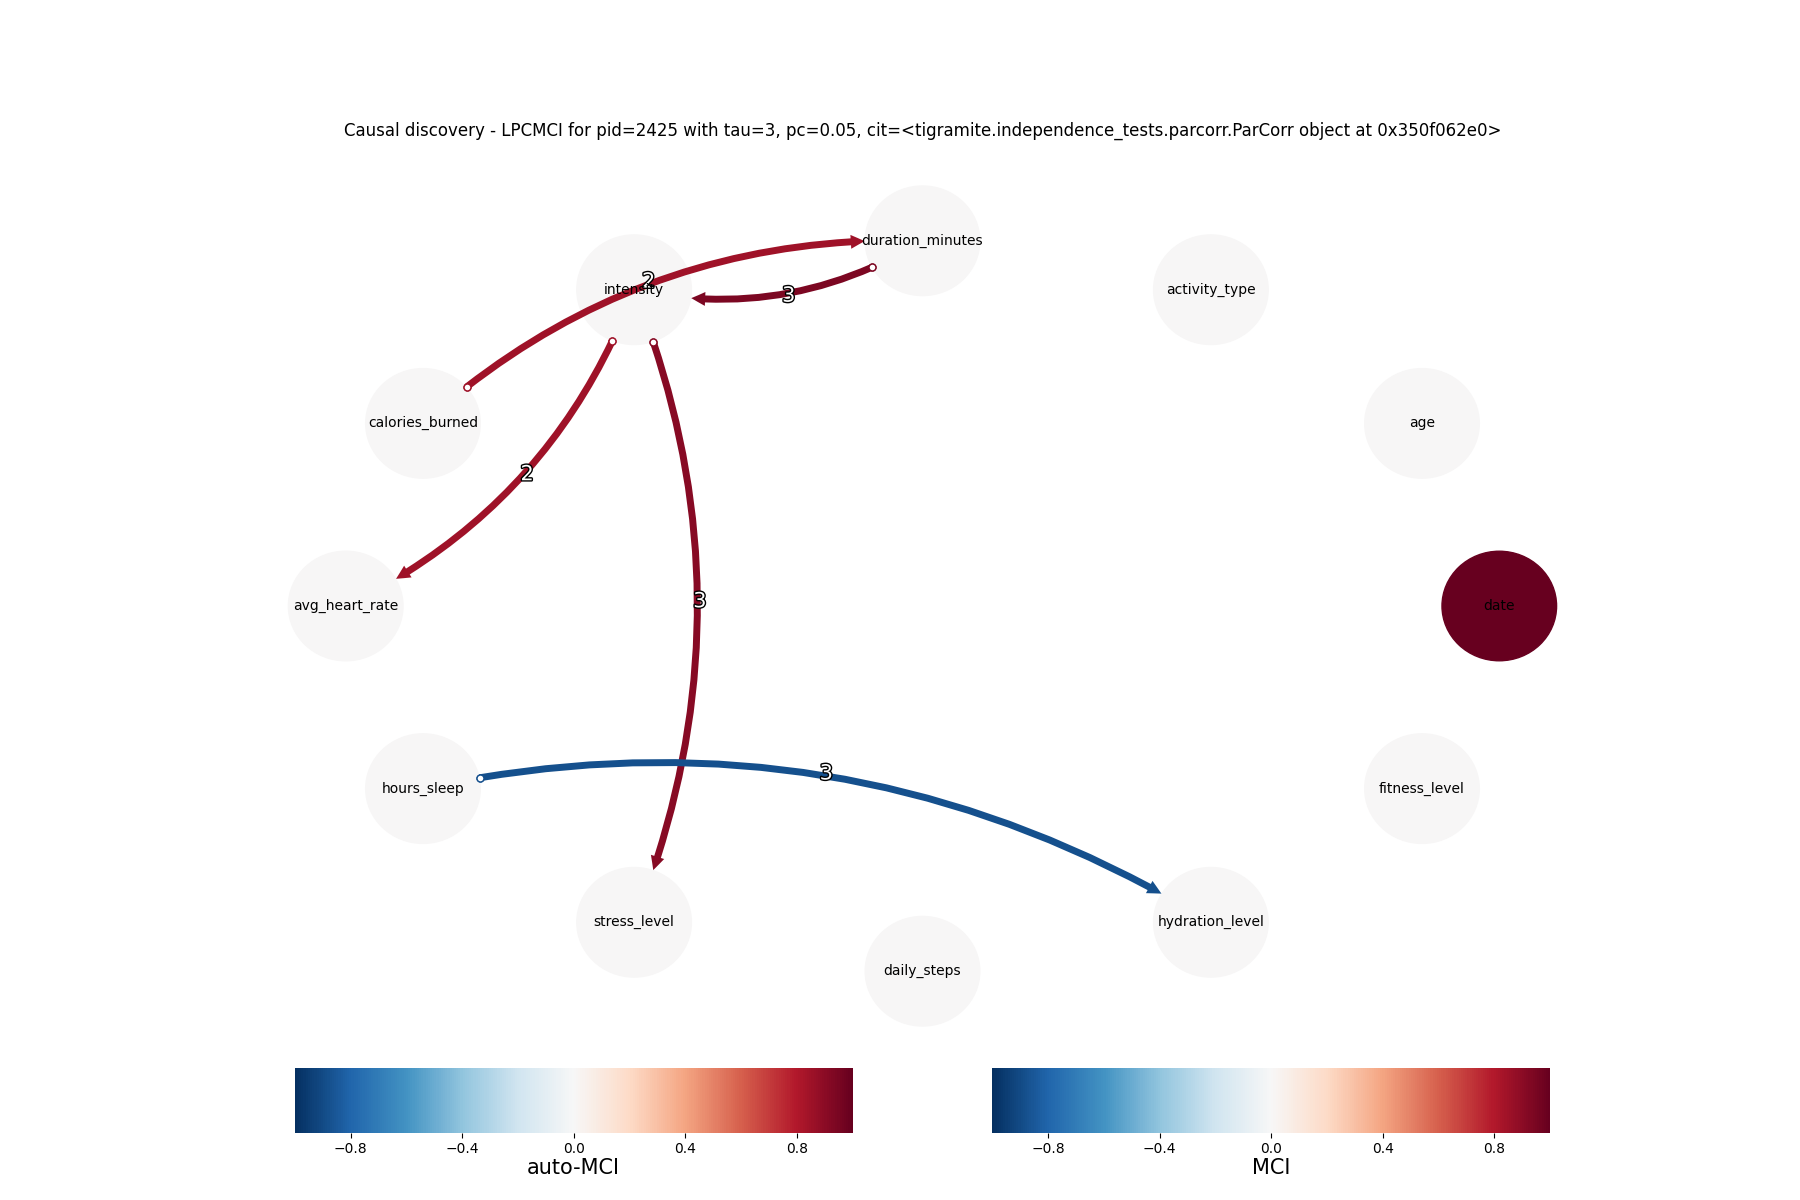 Causal discovery - LPCMCI for pid=2425 with tau=3, pc=0.05, cit=<tigramite.independence_tests.parcorr.ParCorr object at 0x350f062e0>
duration_minutes
intensity
2
3
activity_type
calories_burned
age
2
avg_heart_rate
3
date
hours_sleep
3
fitness_level
stress_level
hydration_level
daily_steps
−0.8 −0.4 0.0 0.4 0.8
auto-MCI
−0.8 −0.4 0.0 0.4 0.8
MCI